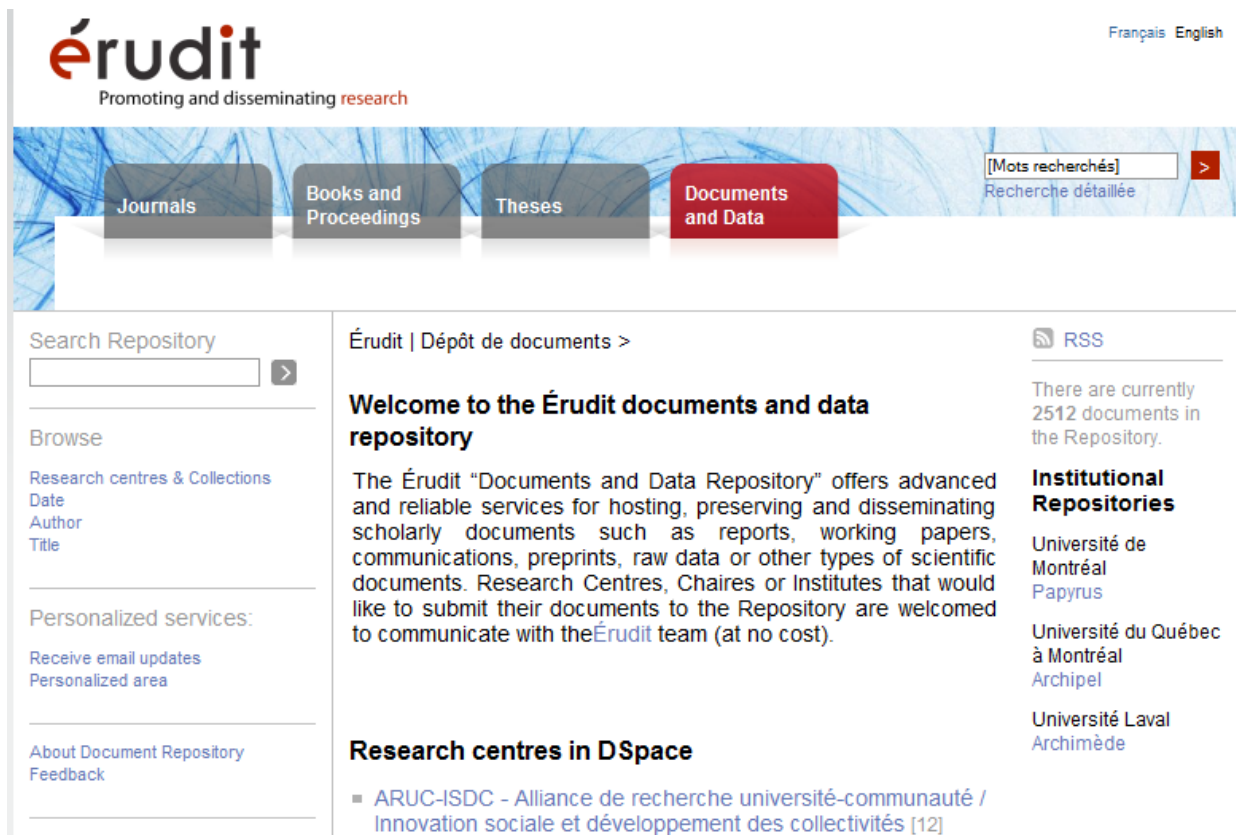 érudit
Promoting and disseminating research
Français English
Journals
Books and
Proceedings
Theses
Documents
and Data
[Mots recherchés]
>
Recherche détaillée
Search Repository
Browse
Research centres & Collections
Date
Author
Title
Personalized services:
Receive email updates
Personalized area
About Document Repository
Feedback
Érudit | Dépôt de documents >
Welcome to the Érudit documents and data
repository
The Érudit “Documents and Data Repository” offers advanced
and reliable services for hosting, preserving and disseminating
scholarly documents such as reports, working papers,
communications, preprints, raw data or other types of scientific
documents. Research Centres, Chaires or Institutes that would
like to submit their documents to the Repository are welcomed
to communicate with theÉrudit team (at no cost).
Research centres in DSpace
ARUC-ISDC - Alliance de recherche université-communauté /
Innovation sociale et développement des collectivités [12]
RSS
There are currently
2512 documents in
the Repository.
Institutional
Repositories
Université de
Montréal
Papyrus
Université du Québec
à Montréal
Archipel
Université Laval
Archimède